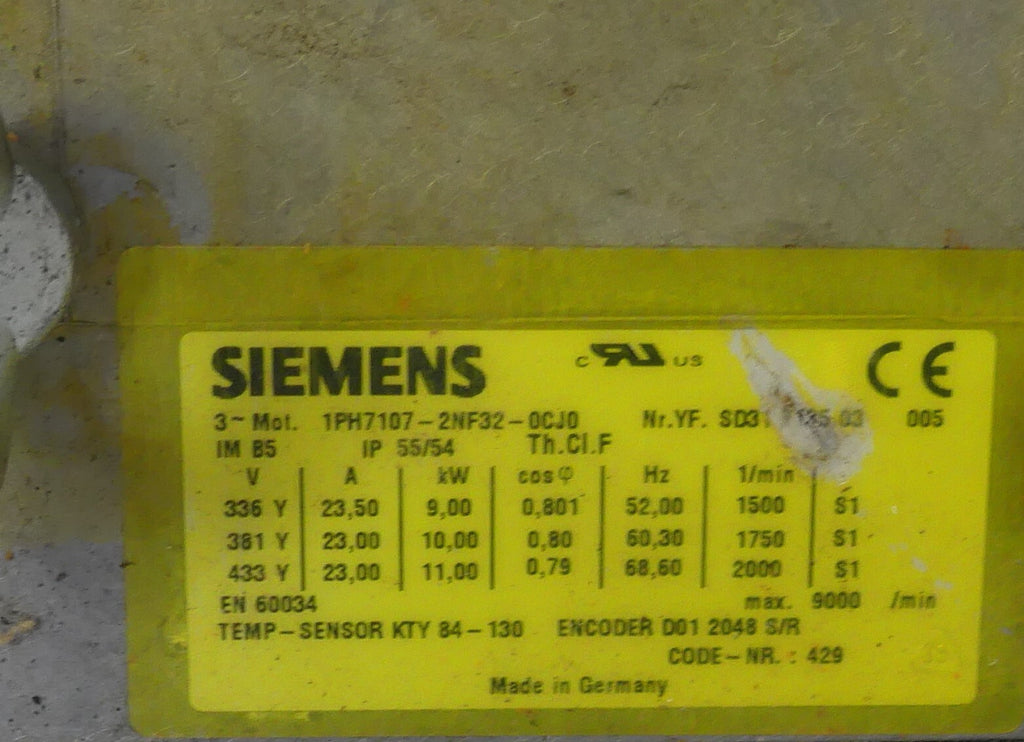 SIEMENS
C RU US CE
3~ Mot. 1PH7107-2NF32-0CJ0 Nr.YF. 03 005
IM B5 IP 55/54 Th.Cl.F
V A kW cosφ Hz 1/min
336 Y 23,50 9,00 0,801 52,00 1500 S1
381 Y 23,00 10,00 0,80 60,30 1750 S1
433 Y 23,00 11,00 0,79 68,60 2000 S1
EN 60034 max. 9000 /min
TEMP-SENSOR KTY 84-130 ENCODER D01 2048 S/R
CODE-NR. : 429
Made in Germany